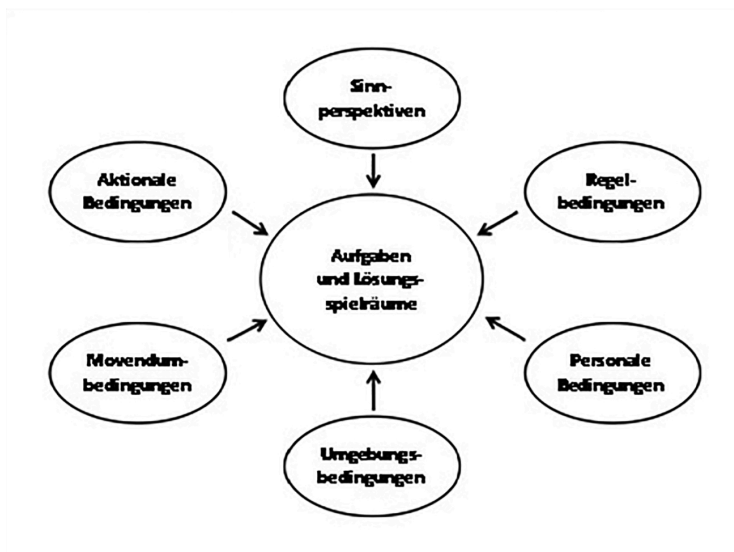 Sinn-
perspektiven
Aktionale
Bedingungen
Regel-
bedingungen
Aufgaben
und Lösungs-
spielräume
Movendum-
bedingungen
Personale
Bedingungen
Umgebungs-
bedingungen